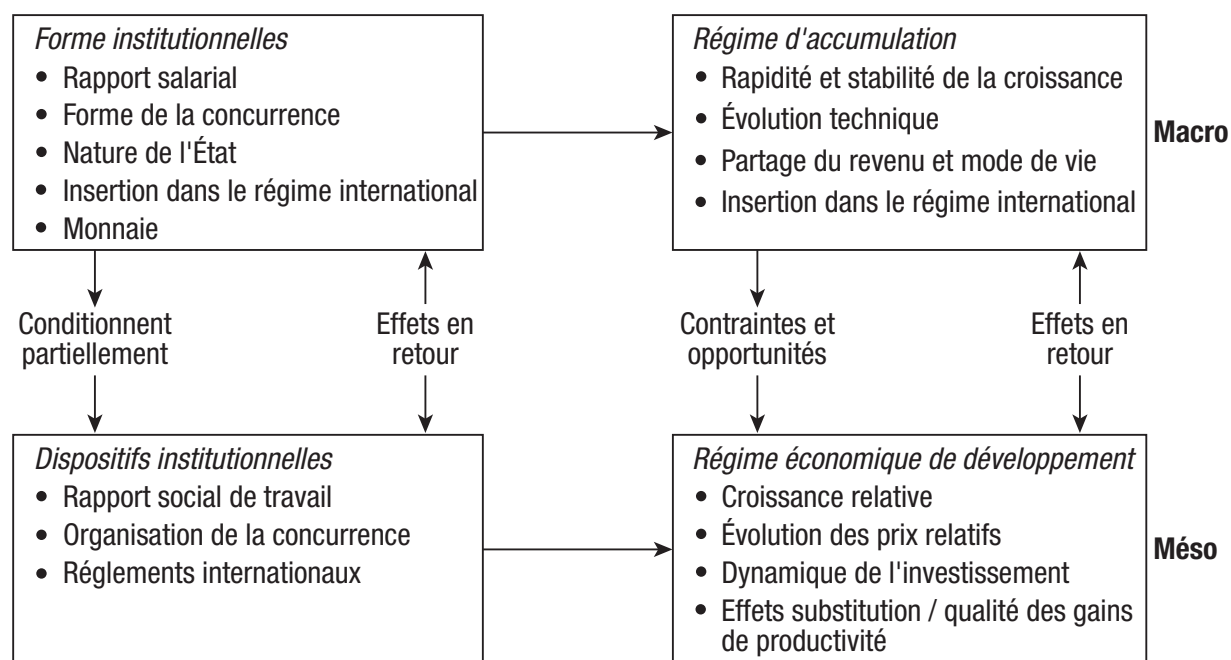 Forme institutionnelles
• Rapport salarial
• Forme de la concurrence
• Nature de l'État
• Insertion dans le régime international
• Monnaie
Régime d'accumulation
• Rapidité et stabilité de la croissance
• Évolution technique
• Partage du revenu et mode de vie
• Insertion dans le régime international
Macro
Conditionnent
partiellement
Effets en
retour
Contraintes et
opportunités
Effets en
retour
Dispositifs institutionnelles
• Rapport social de travail
• Organisation de la concurrence
• Réglements internationaux
Régime économique de développement
• Croissance relative
• Évolution des prix relatifs
• Dynamique de l'investissement
• Effets substitution / qualité des gains
de productivité
Méso